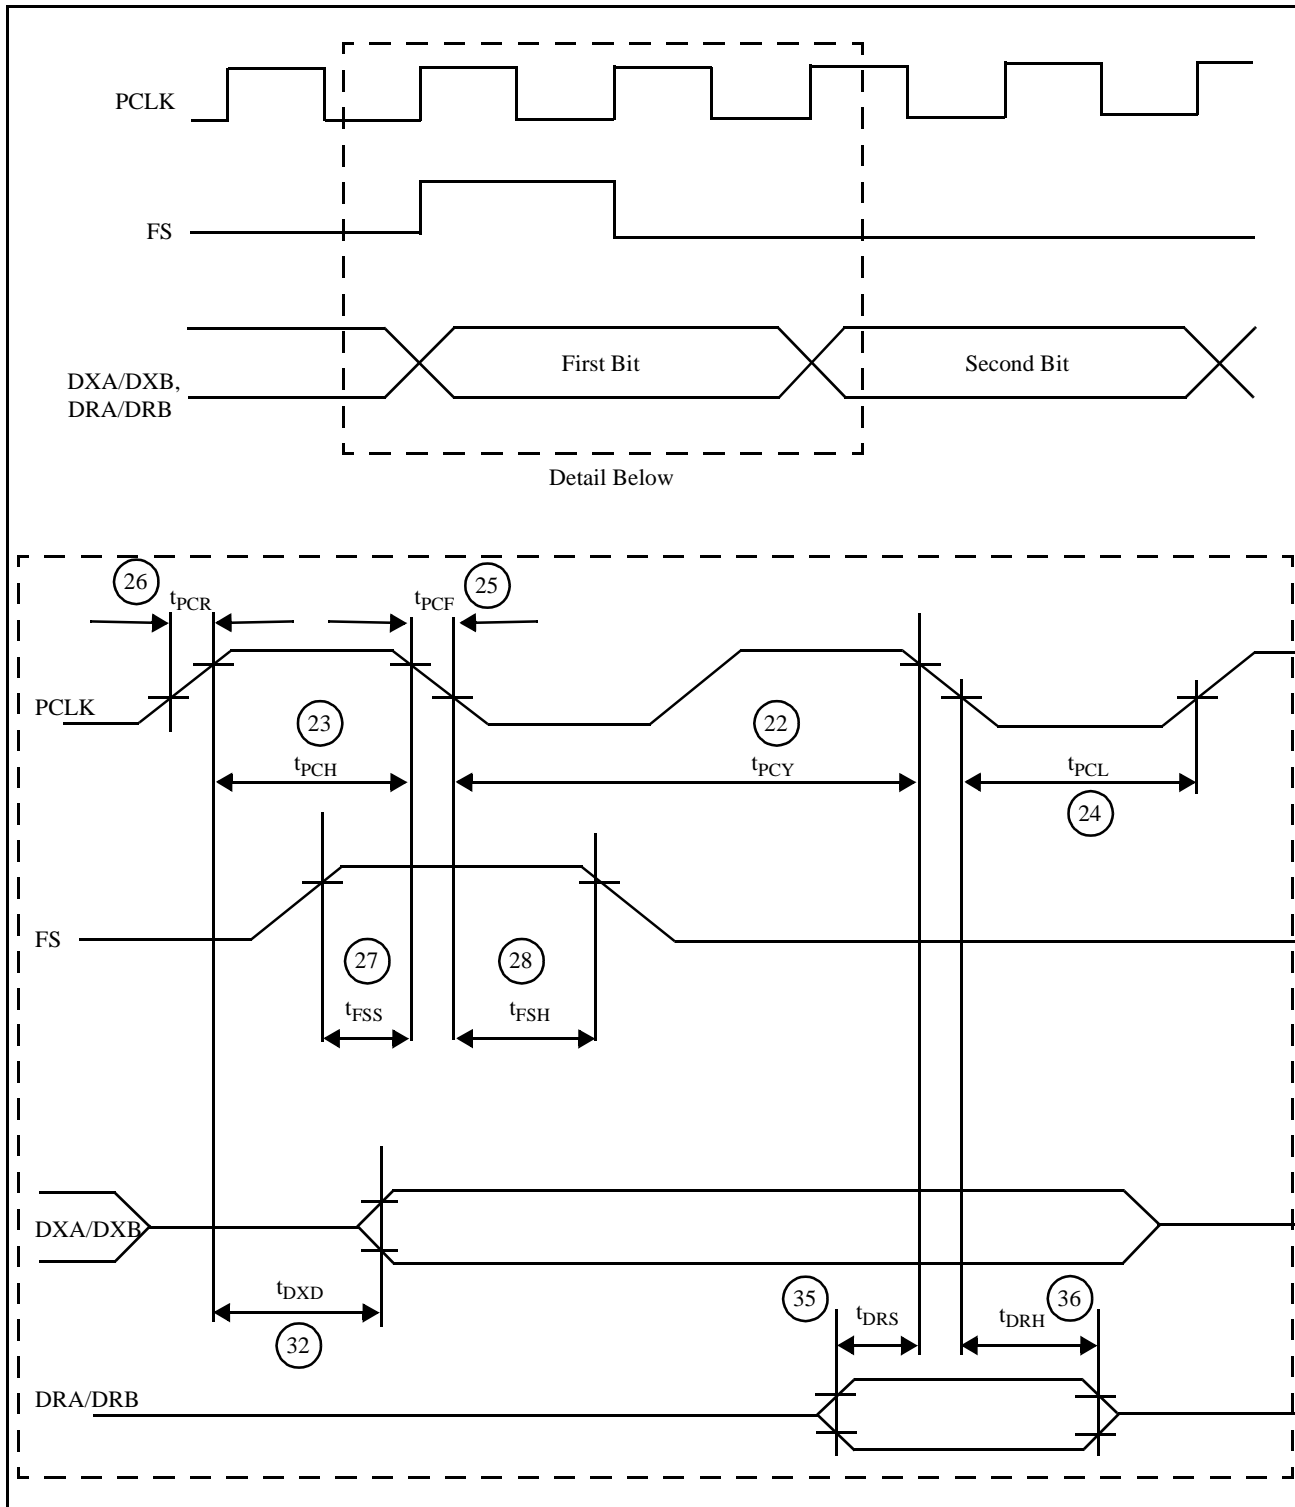 PCLK
FS
First Bit
Second Bit
DXA/DXB,
DRA/DRB
Detail Below
26
tPCR
tPCF
25
PCLK
23
22
tPCH
tPCY
tPCL
24
FS
27
28
tFSS
tFSH
DXA/DXB
tDXD
32
35
tDRS
36
tDRH
DRA/DRB